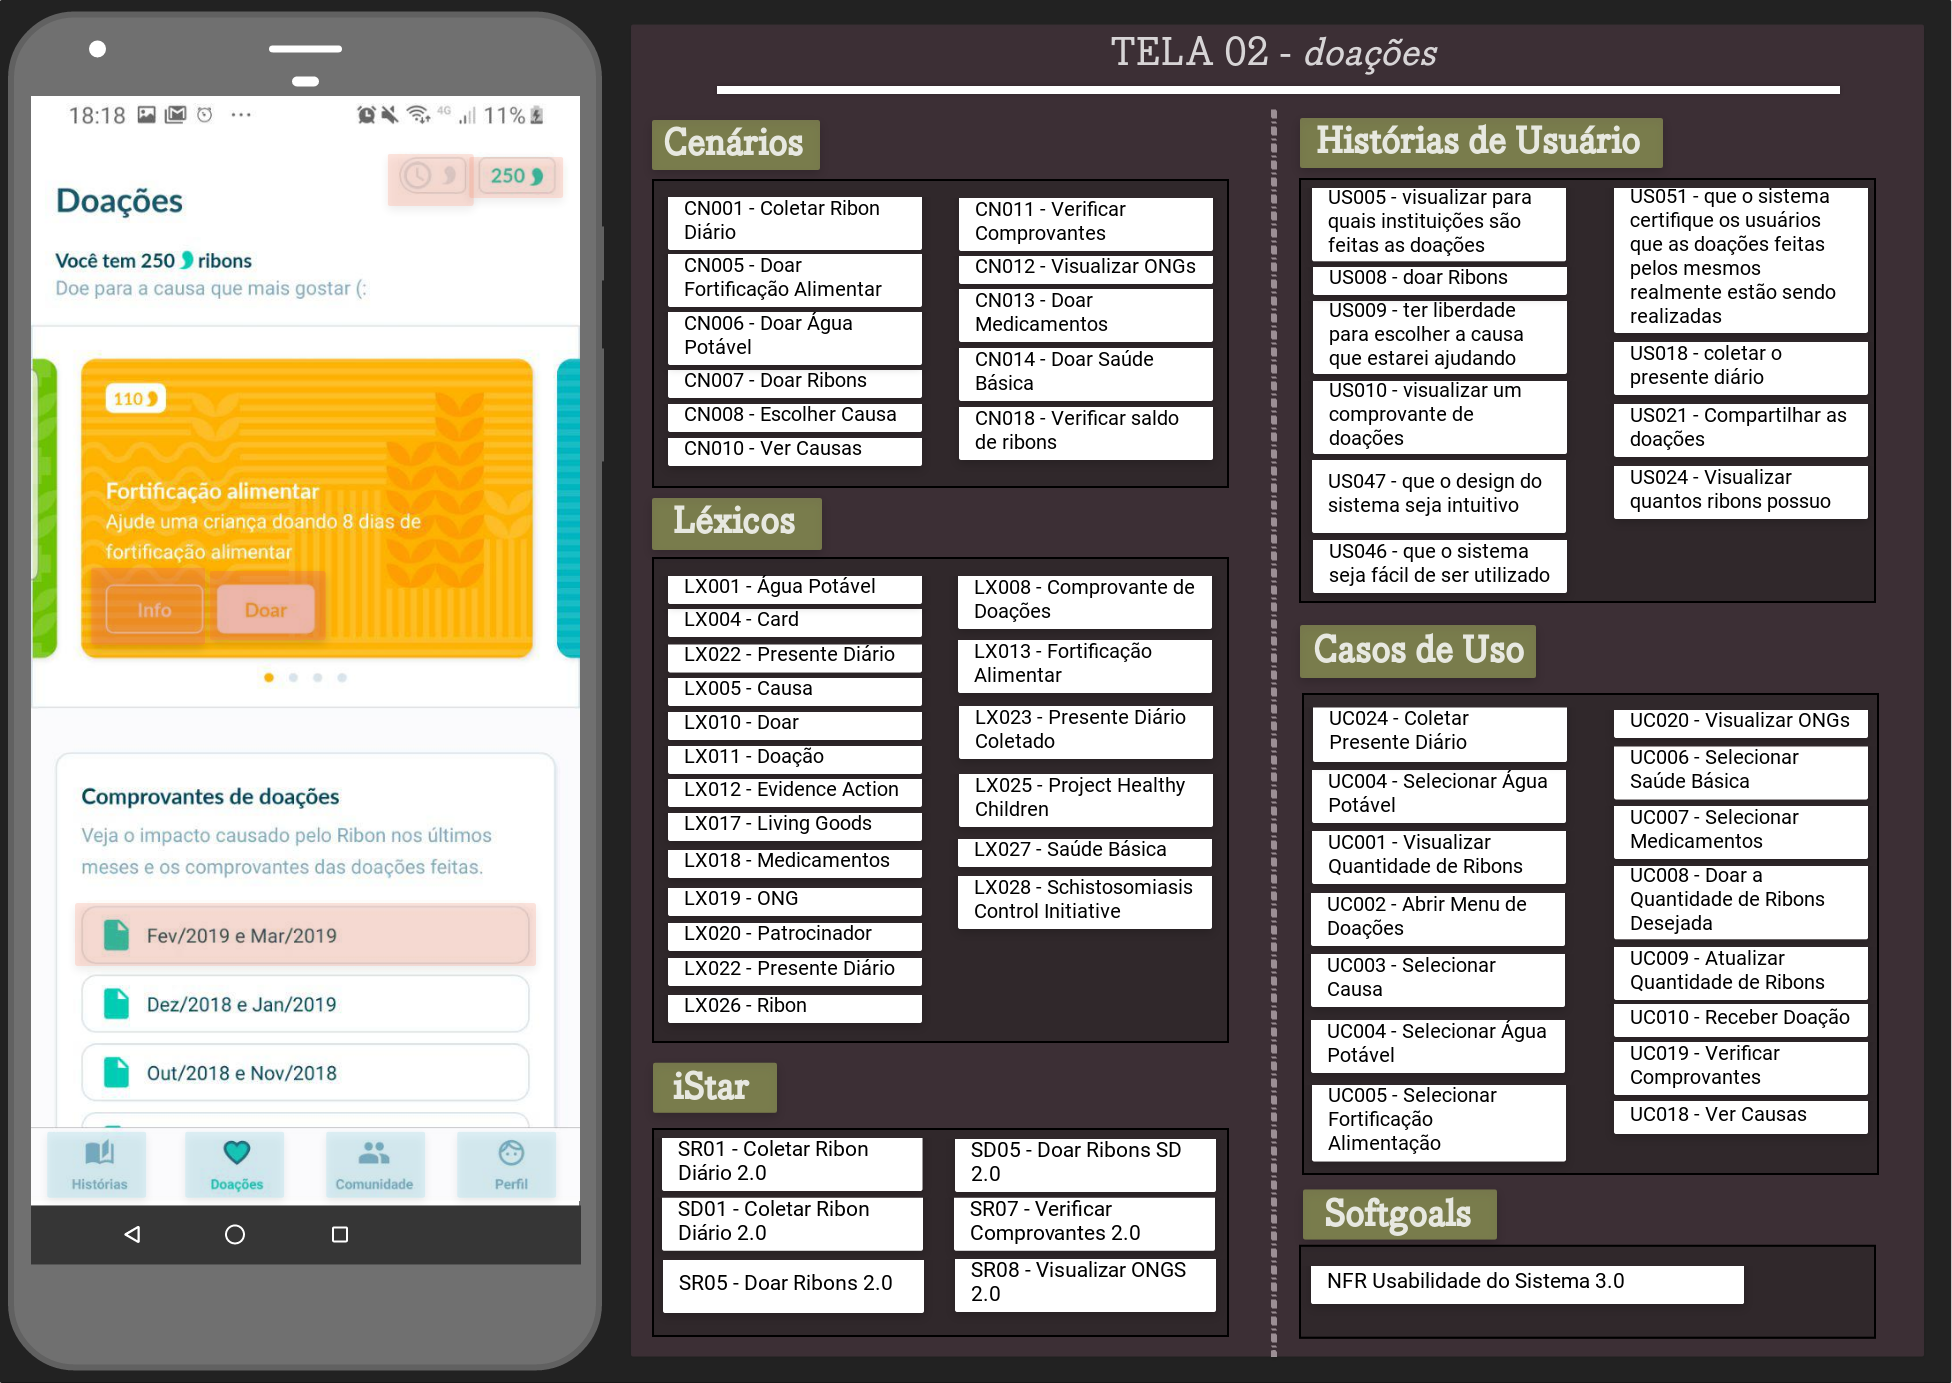 18:18
4G
11%
250
Doações
Você tem 250 ribons
Doe para a causa que mais gostar (:
110
Fortificação alimentar
Ajude uma criança doando 8 dias de
fortificação alimentar
Info
Doar
Comprovantes de doações
Veja o impacto causado pelo Ribon nos últimos
meses e os comprovantes das doações feitas.
Fev/2019 e Mar/2019
Dez/2018 e Jan/2019
Out/2018 e Nov/2018
Histórias
Doações
Comunidade
Perfil
TELA 02 - doações
Cenários
CN001 - Coletar Ribon
Diário
CN005 - Doar
Fortificação Alimentar
CN006 - Doar Água
Potável
CN007 - Doar Ribons
CN008 - Escolher Causa
CN010 - Ver Causas
CN011 - Verificar
Comprovantes
CN012 - Visualizar ONGs
CN013 - Doar
Medicamentos
CN014 - Doar Saúde
Básica
CN018 - Verificar saldo
de ribons
Léxicos
LX001 - Água Potável
LX004 - Card
LX022 - Presente Diário
LX005 - Causa
LX010 - Doar
LX011 - Doação
LX012 - Evidence Action
LX017 - Living Goods
LX018 - Medicamentos
LX019 - ONG
LX020 - Patrocinador
LX022 - Presente Diário
LX026 - Ribon
LX008 - Comprovante de
Doações
LX013 - Fortificação
Alimentar
LX023 - Presente Diário
Coletado
LX025 - Project Healthy
Children
LX027 - Saúde Básica
LX028 - Schistosomiasis
Control Initiative
iStar
SR01 - Coletar Ribon
Diário 2.0
SD01 - Coletar Ribon
Diário 2.0
SR05 - Doar Ribons 2.0
SD05 - Doar Ribons SD
2.0
SR07 - Verificar
Comprovantes 2.0
SR08 - Visualizar ONGS
2.0
Histórias de Usuário
US005 - visualizar para
quais instituições são
feitas as doações
US008 - doar Ribons
US009 - ter liberdade
para escolher a causa
que estarei ajudando
US010 - visualizar um
comprovante de
doações
US047 - que o design do
sistema seja intuitivo
US046 - que o sistema
seja fácil de ser utilizado
US051 - que o sistema
certifique os usuários
que as doações feitas
pelos mesmos
realmente estão sendo
realizadas
US018 - coletar o
presente diário
US021 - Compartilhar as
doações
US024 - Visualizar
quantos ribons possuo
Casos de Uso
UC024 - Coletar
Presente Diário
UC004 - Selecionar Água
Potável
UC001 - Visualizar
Quantidade de Ribons
UC002 - Abrir Menu de
Doações
UC003 - Selecionar
Causa
UC004 - Selecionar Água
Potável
UC005 - Selecionar
Fortificação
Alimentação
UC020 - Visualizar ONGs
UC006 - Selecionar
Saúde Básica
UC007 - Selecionar
Medicamentos
UC008 - Doar a
Quantidade de Ribons
Desejada
UC009 - Atualizar
Quantidade de Ribons
UC010 - Receber Doação
UC019 - Verificar
Comprovantes
UC018 - Ver Causas
Softgoals
NFR Usabilidade do Sistema 3.0